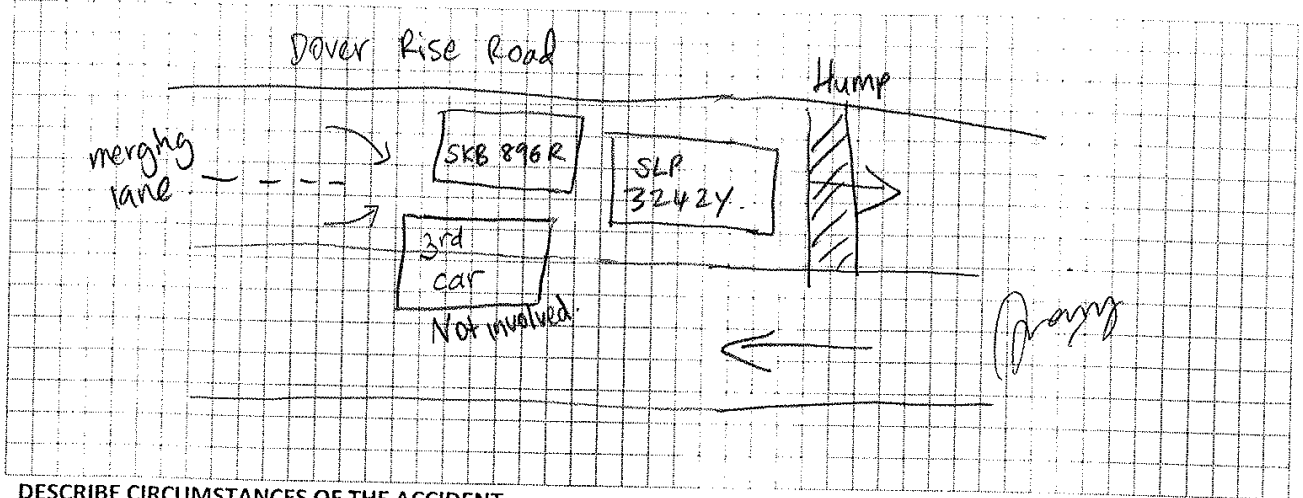 Dover Rise Road
Hump
merging
lane
SKB 896R
SLP
3242Y.
3rd
car
Not involved.
DESCRIBE CIRCUMSTANCES OF THE ACCIDENT